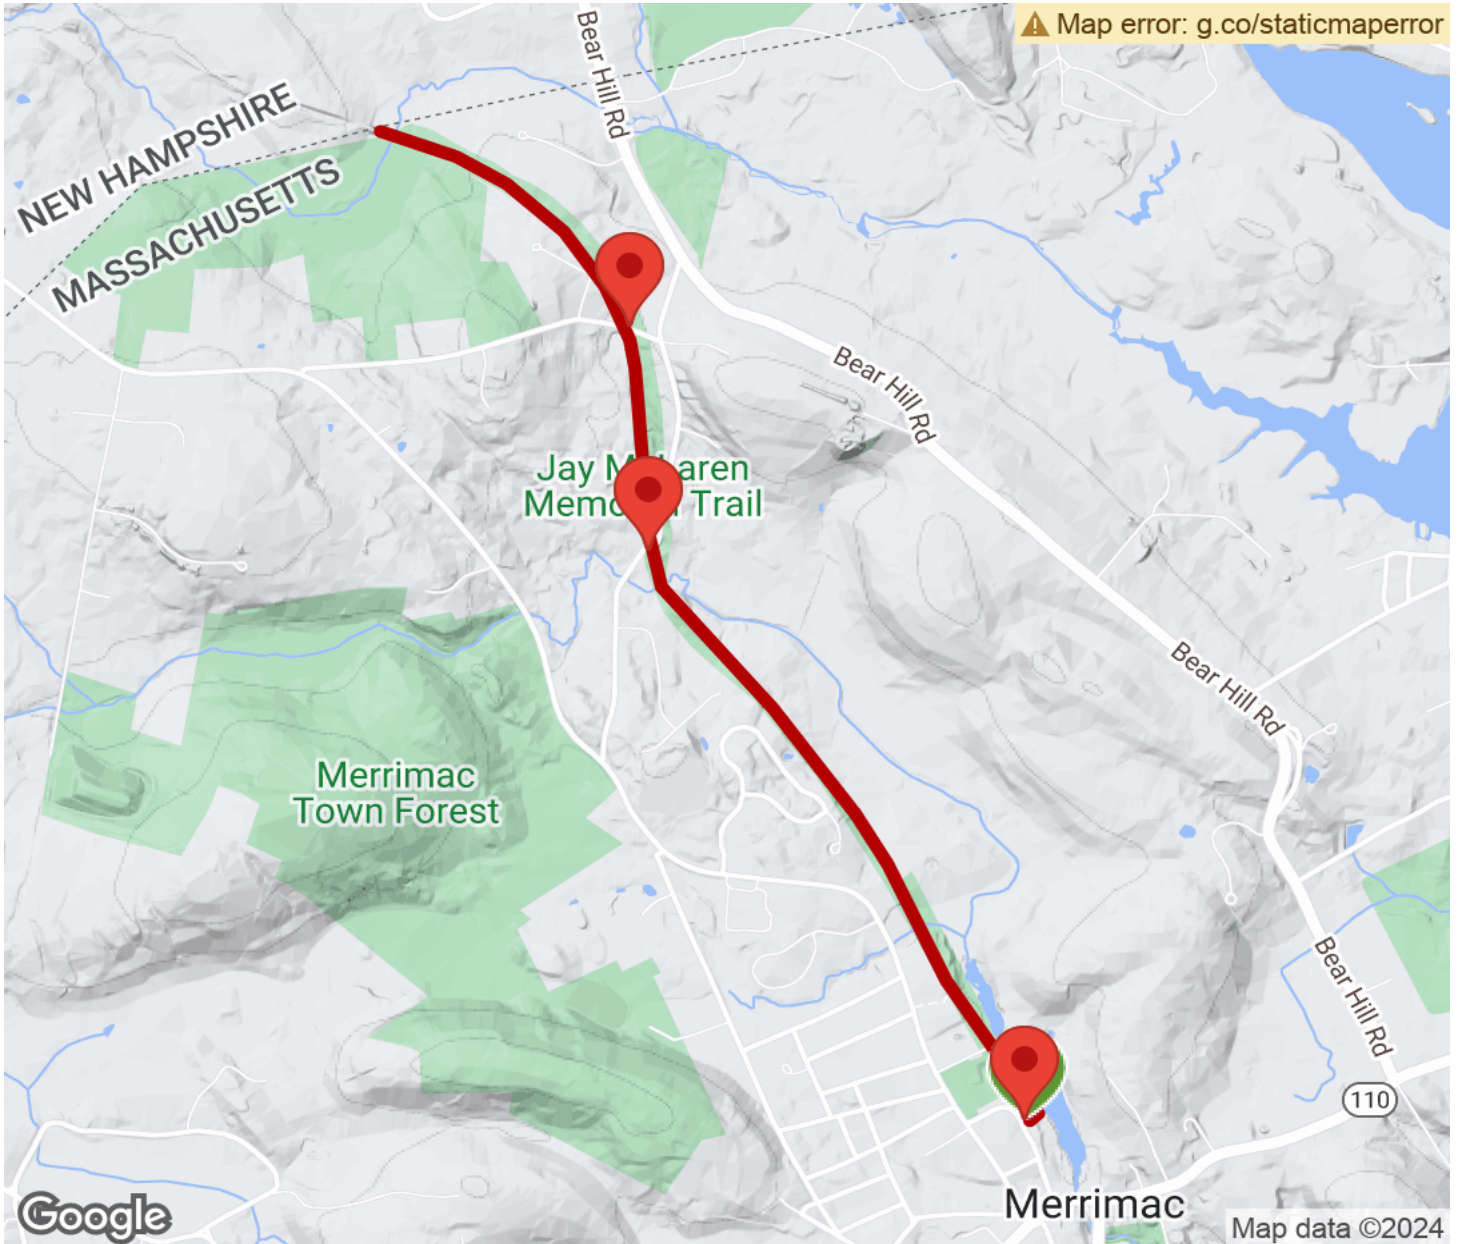 Map error: g.co/staticmaperror
Bear Hill Rd
NEW HAMPSHIRE
MASSACHUSETTS
Bear Hill Rd
Jay M Laren
Memo l Trail
Bear Hill Rd
Merrimac
Town Forest
Bear Hill Rd
110
Merrimac
Google
Map data ©2024